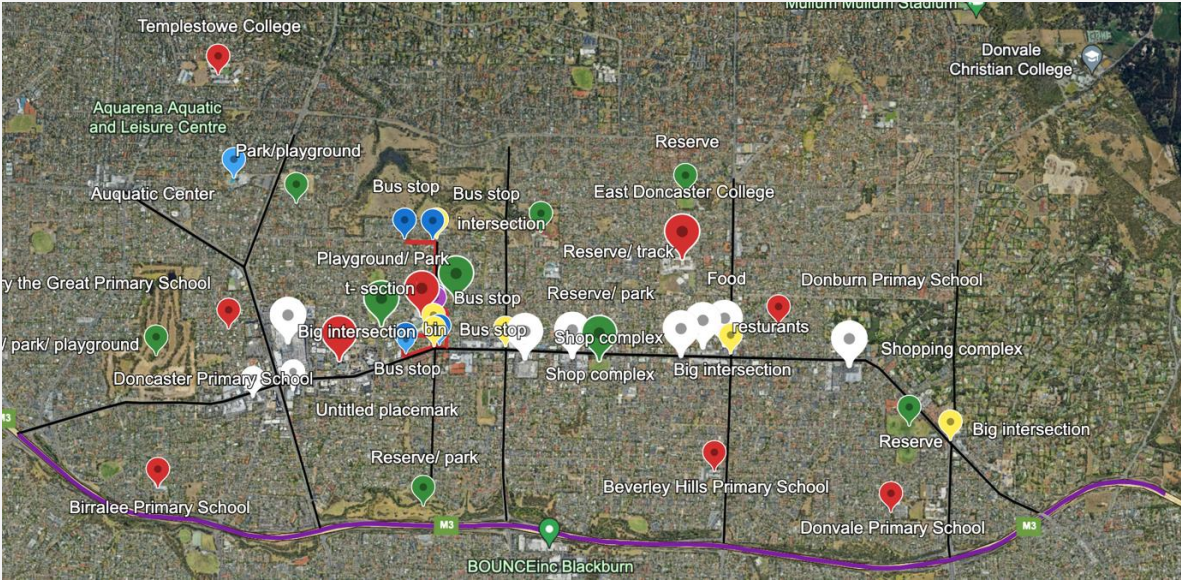 Mullum Mullum Stadium
Templestowe College
Donvale
Christian College
Aquarena Aquatic
and Leisure Centre
Reserve
Park/playground
Auquatic Center
Bus stop
Bus stop
East Doncaster College
intersection
Reserve/ track
Playground/ Park
Food
Donburn Primay School
ry the Great Primary School
t- section
Bus stop
Reserve/ park
Big intersection
bin
Bus stop
Shop complex
resturants
/ park/ playground
Shopping complex
Bus stop
Shop complex
Big intersection
Doncaster Primary School
Untitled placemark
M3
Reserve
Big intersection
Reserve/ park
Beverley Hills Primary School
Birralee Primary School
M3
M3
Donvale Primary School
BOUNCEinc Blackburn